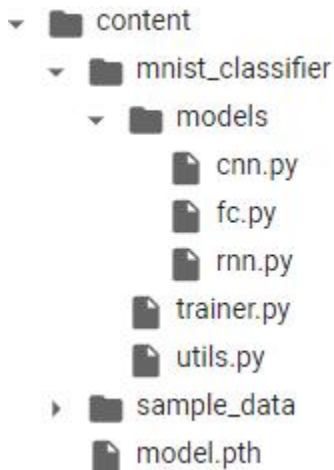 content
mnist_classifier
models
cnn.py
fc.py
rnn.py
trainer.py
utils.py
sample_data
model.pth